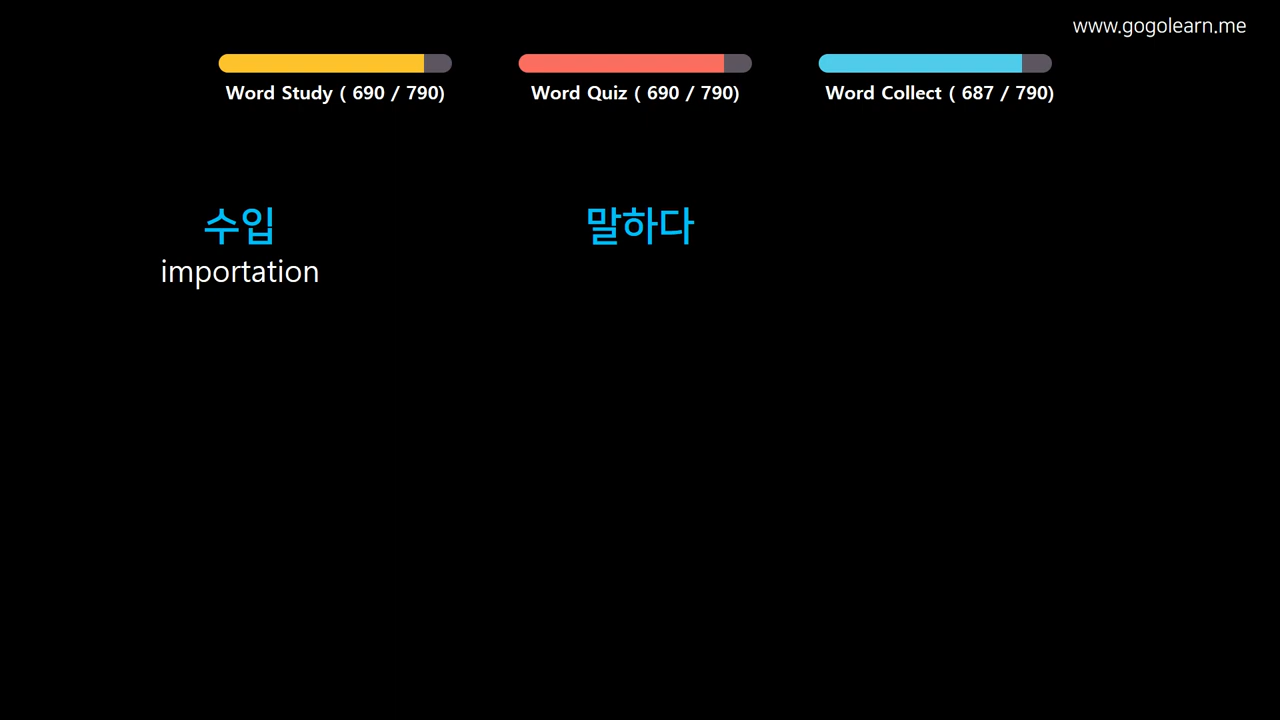 www.gogolearn.me
Word Study ( 690 / 790)
Word Quiz ( 690 / 790)
Word Collect ( 687 / 790)
수입
importation
말하다